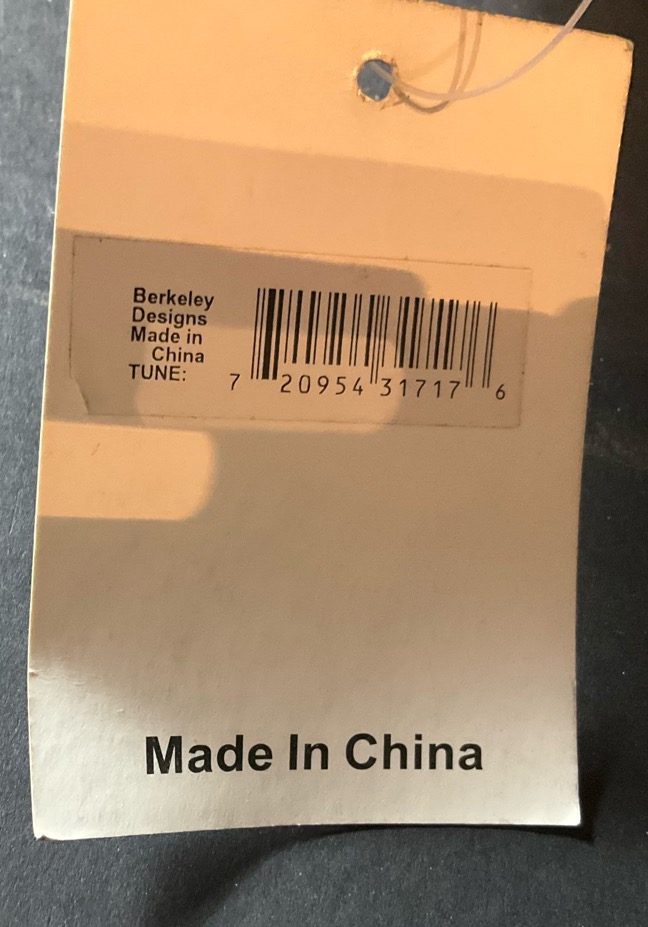 Berkeley
Designs
Made in
China
TUNE:
7 20954 31717 6
Made In China